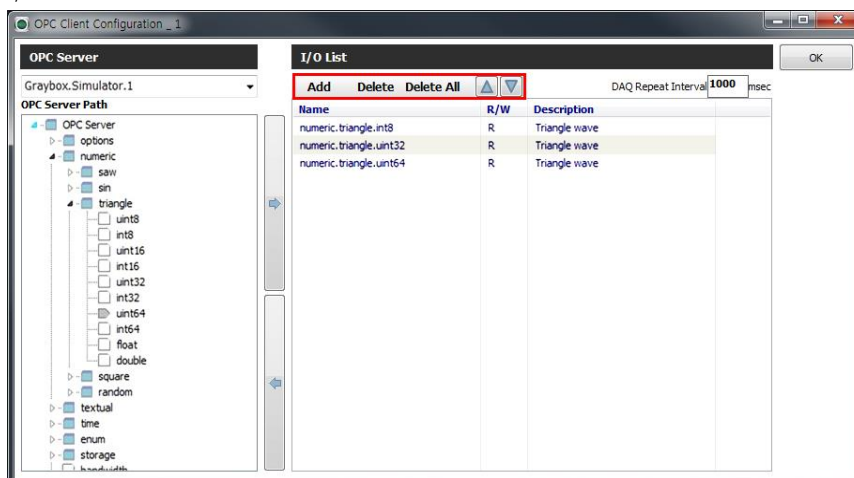 OPC Client Configuration _ 1
OPC Server
I/O List
OK
Graybox.Simulator.1
Add Delete Delete All
DAQ Repeat Interval 1000 msec
OPC Server Path
Name R/W Description
OPC Server
options
numeric
saw
sin
triangle
uint8
int8
uint16
int16
uint32
int32
uint64
int64
float
double
square
random
textual
time
enum
storage
bandwidth
numeric.triangle.int8 R Triangle wave
numeric.triangle.uint32 R Triangle wave
numeric.triangle.uint64 R Triangle wave